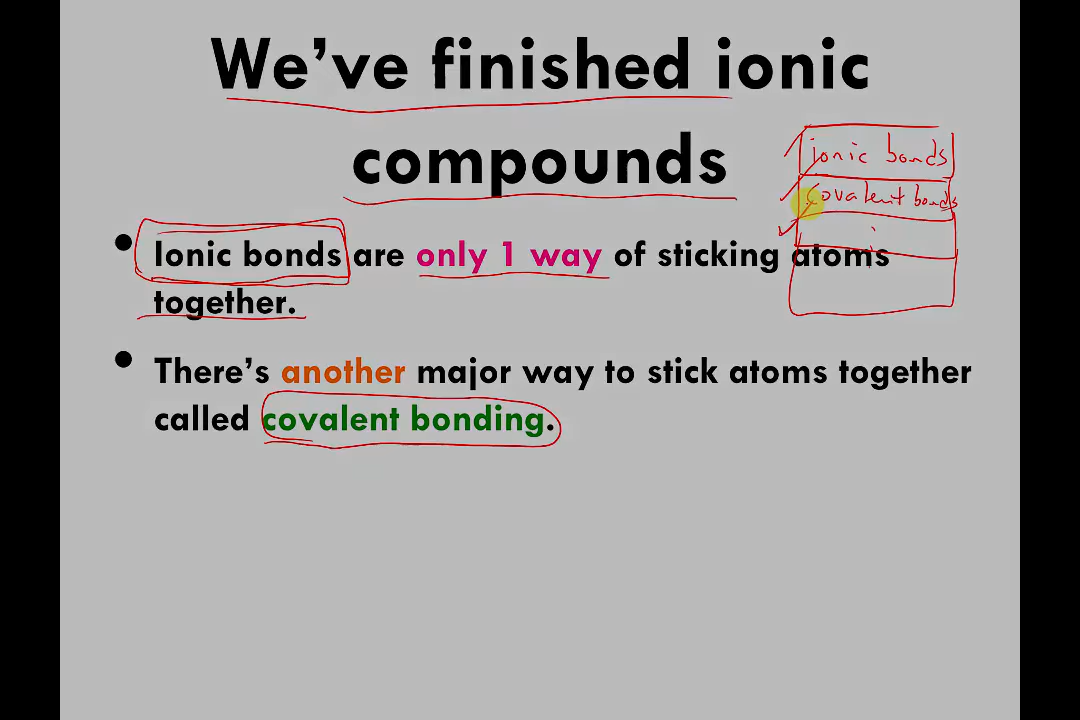 We've finished ionic
compounds
ionic bonds
covalent bonds
• Ionic bonds are only 1 way of sticking atoms
together.
• There's another major way to stick atoms together
called covalent bonding.